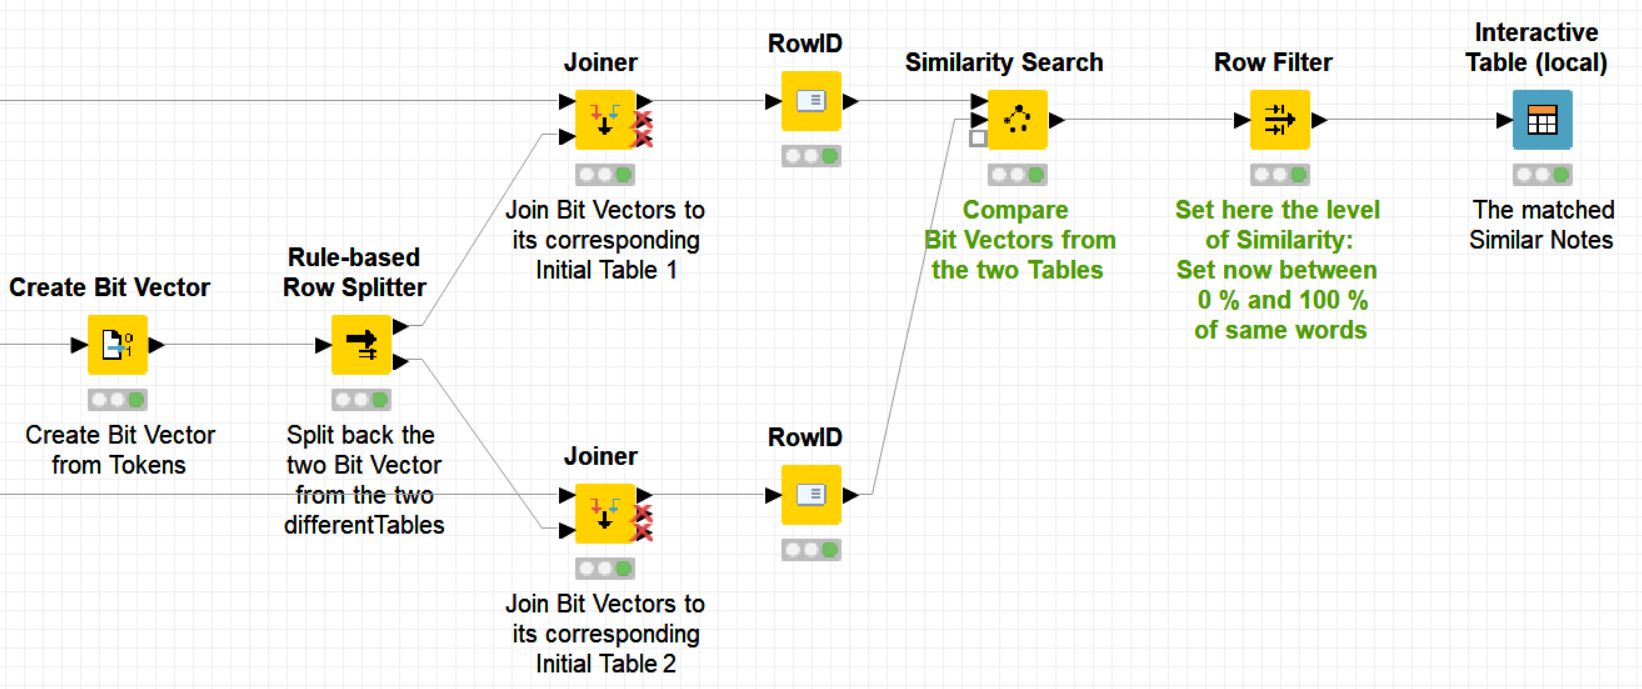 Create Bit Vector
Create Bit Vector
from Tokens
Rule-based
Row Splitter
Split back the
two Bit Vector
from the two
differentTables
Joiner
Join Bit Vectors to
its corresponding
Initial Table 1
RowID
Joiner
Join Bit Vectors to
its corresponding
Initial Table 2
RowID
Similarity Search
Compare
Bit Vectors from
the two Tables
Row Filter
Set here the level
of Similarity:
Set now between
0 % and 100 %
of same words
Interactive
Table (local)
The matched
Similar Notes